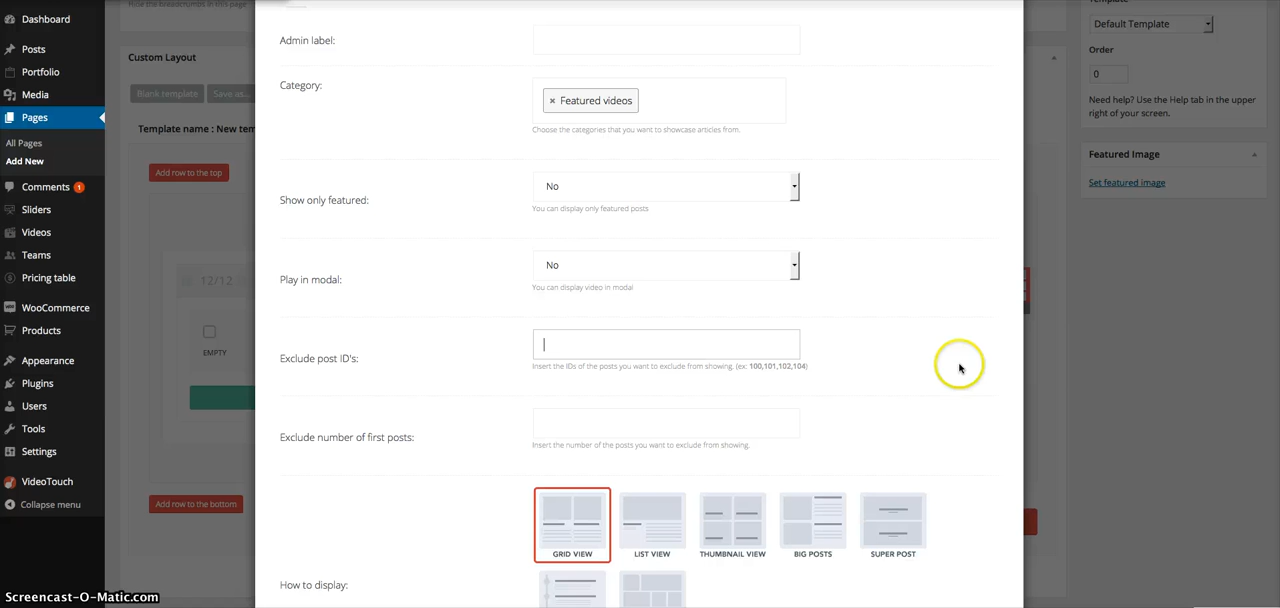 Dashboard
Posts
Portfolio
Media
Pages
All Pages
Add New
Comments 1
Sliders
Videos
Teams
Pricing table
WooCommerce
Products
Appearance
Plugins
Users
Tools
Settings
VideoTouch
Collapse menu
Custom Layout
Blank template
Save as...
Template name : New tem
Add row to the top
12/12
EMPTY
Add row to the bottom
Admin label:
Category:
× Featured videos
Choose the categories that you want to showcase articles from.
Show only featured:
No
You can display only featured posts
Play in modal:
No
You can display video in modal
Exclude post ID's:
Insert the IDs of the posts you want to exclude from showing. (ex: 100,101,102,104)
Exclude number of first posts:
Insert the number of the posts you want to exclude from showing.
GRID VIEW
LIST VIEW
THUMBNAIL VIEW
BIG POSTS
SUPER POST
How to display:
Default Template
Order
0
Need help? Use the Help tab in the upper
right of your screen.
Featured Image
Set featured image
Screencast-O-Matic.com